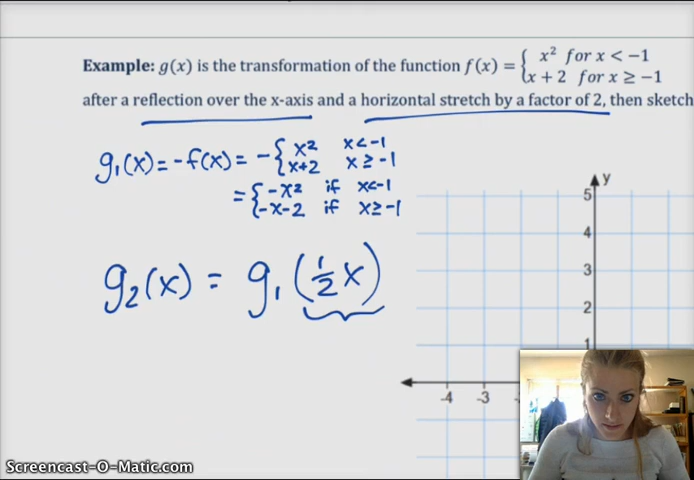 Example: g(x) is the transformation of the function f(x) = { x² for x < −1
x + 2 for x ≥ −1
after a reflection over the x-axis and a horizontal stretch by a factor of 2, then sketch
g₁(x) = -f(x) = - { x² x<-1
x+2 x ≥ -1
= { -x² if x<-1
-x-2 if x≥-1
g₂(x) = g₁(½x)
y
5
4
3
2
1
-4 -3
Screencast-O-Matic.com